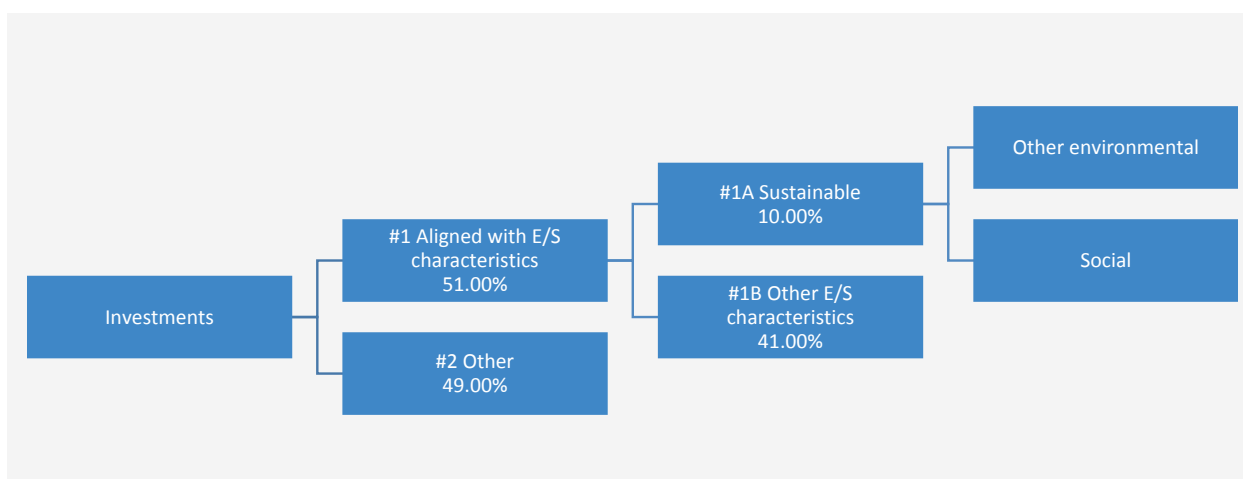 Investments
#1 Aligned with E/S
characteristics
51.00%
#2 Other
49.00%
#1A Sustainable
10.00%
#1B Other E/S
characteristics
41.00%
Other environmental
Social